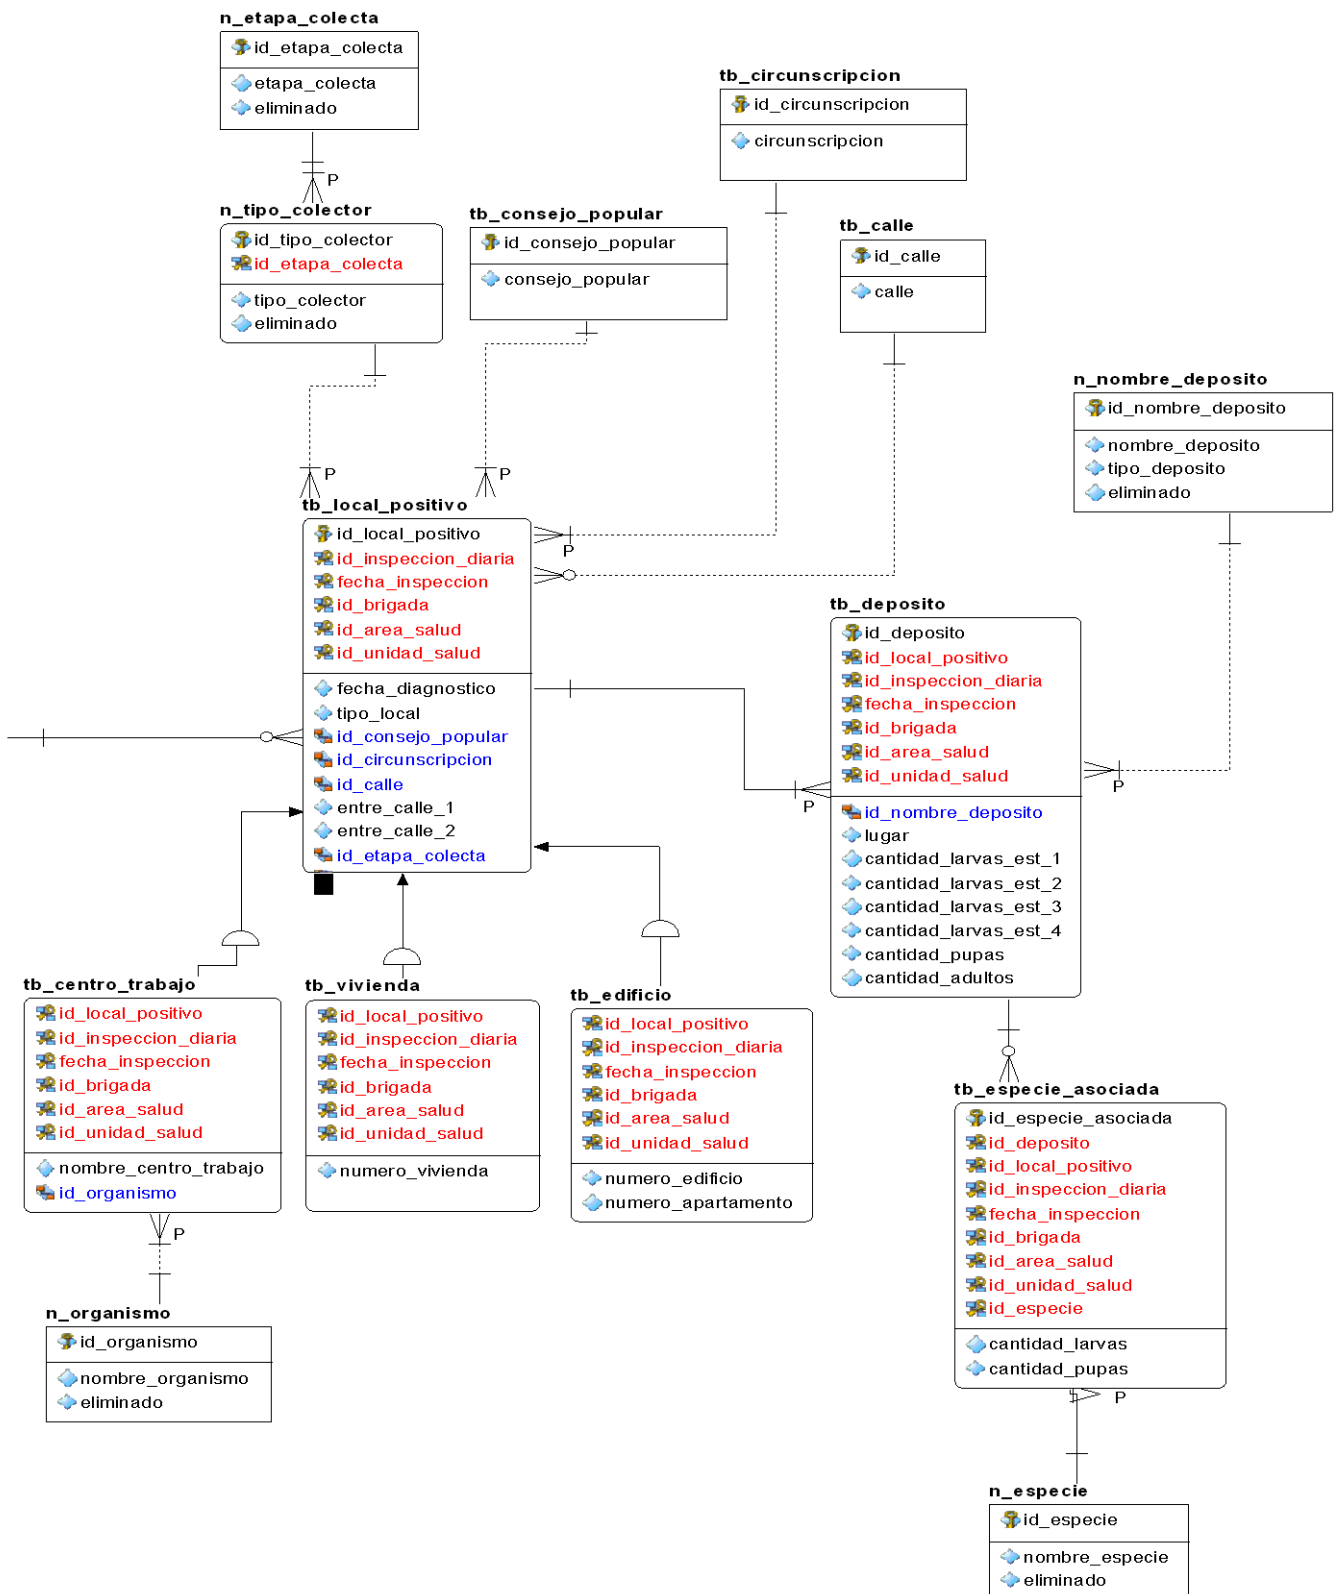 n_etapa_colecta
id_etapa_colecta
etapa_colecta
eliminado
P
n_tipo_colector
id_tipo_colector
id_etapa_colecta
tipo_colector
eliminado
P
tb_consejo_popular
id_consejo_popular
consejo_popular
P
tb_circunscripcion
id_circunscripcion
circunscripcion
P
tb_calle
id_calle
calle
n_nombre_deposito
id_nombre_deposito
nombre_deposito
tipo_deposito
eliminado
P
tb_local_positivo
id_local_positivo
id_inspeccion_diaria
fecha_inspeccion
id_brigada
id_area_salud
id_unidad_salud
fecha_diagnostico
tipo_local
id_consejo_popular
id_circunscripcion
id_calle
entre_calle_1
entre_calle_2
id_etapa_colecta
tb_deposito
id_deposito
id_local_positivo
id_inspeccion_diaria
fecha_inspeccion
id_brigada
id_area_salud
id_unidad_salud
id_nombre_deposito
lugar
cantidad_larvas_est_1
cantidad_larvas_est_2
cantidad_larvas_est_3
cantidad_larvas_est_4
cantidad_pupas
cantidad_adultos
P
tb_centro_trabajo
id_local_positivo
id_inspeccion_diaria
fecha_inspeccion
id_brigada
id_area_salud
id_unidad_salud
nombre_centro_trabajo
id_organismo
P
tb_vivienda
id_local_positivo
id_inspeccion_diaria
fecha_inspeccion
id_brigada
id_area_salud
id_unidad_salud
numero_vivienda
tb_edificio
id_local_positivo
id_inspeccion_diaria
fecha_inspeccion
id_brigada
id_area_salud
id_unidad_salud
numero_edificio
numero_apartamento
tb_especie_asociada
id_especie_asociada
id_deposito
id_local_positivo
id_inspeccion_diaria
fecha_inspeccion
id_brigada
id_area_salud
id_unidad_salud
id_especie
cantidad_larvas
cantidad_pupas
P
n_organismo
id_organismo
nombre_organismo
eliminado
n_especie
id_especie
nombre_especie
eliminado